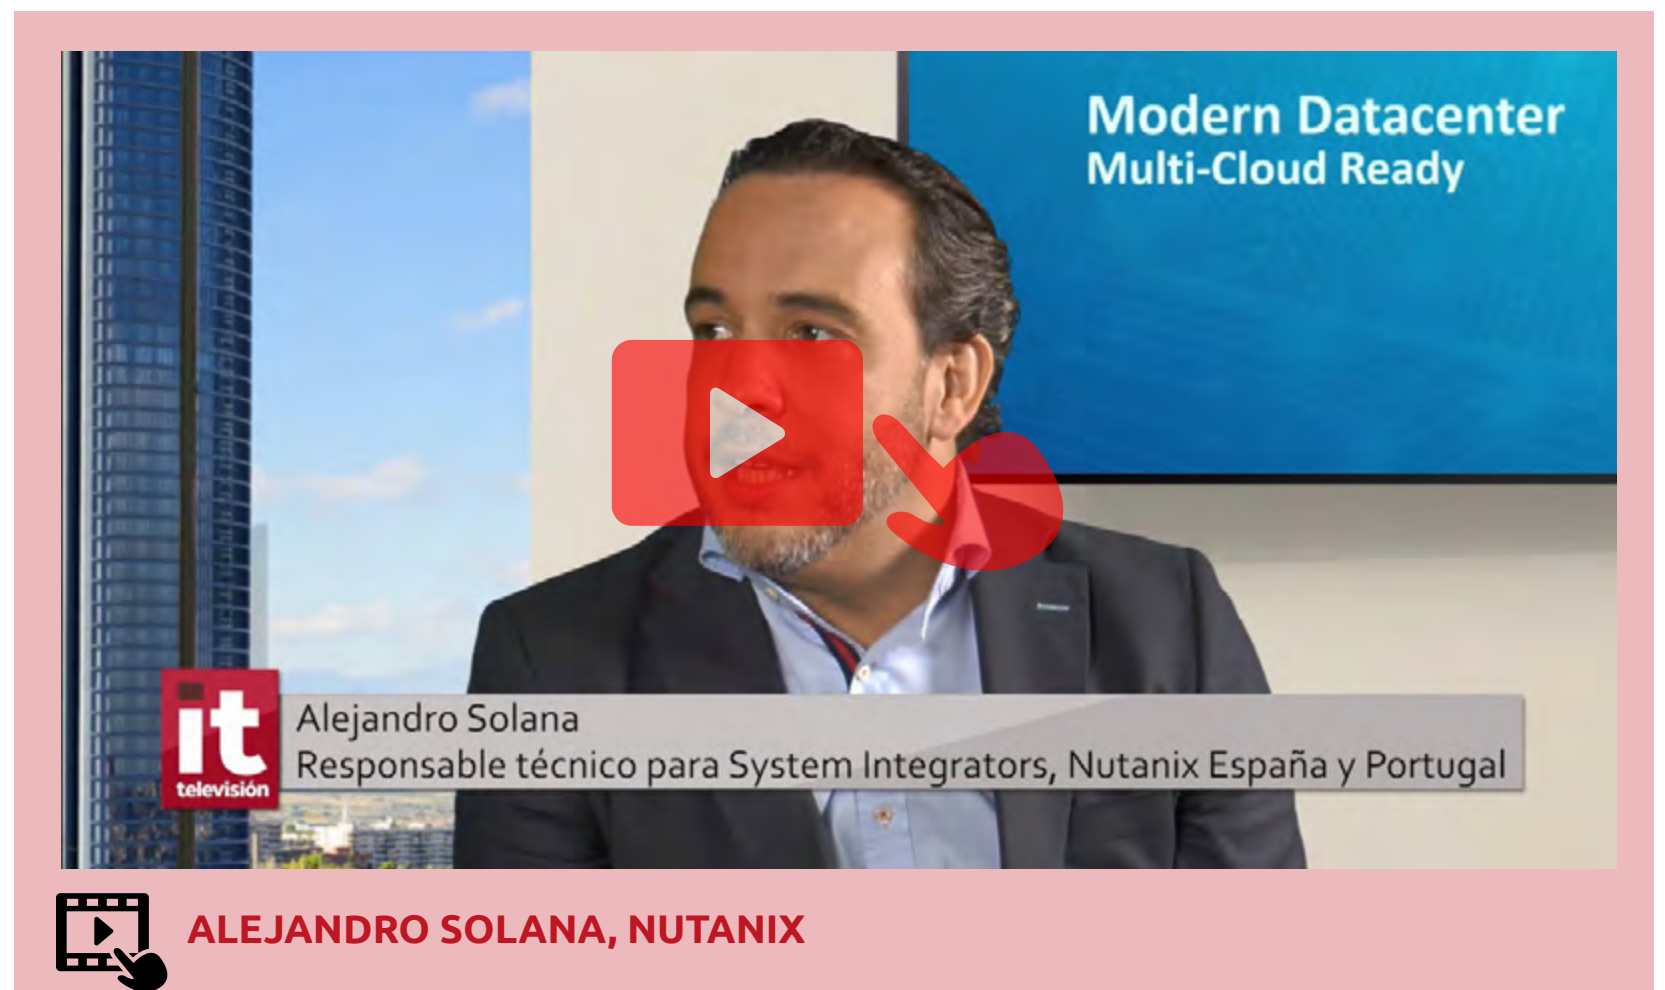 Modern Datacenter
Multi-Cloud Ready
it
televisión
Alejandro Solana
Responsable técnico para System Integrators, Nutanix España y Portugal
ALEJANDRO SOLANA, NUTANIX